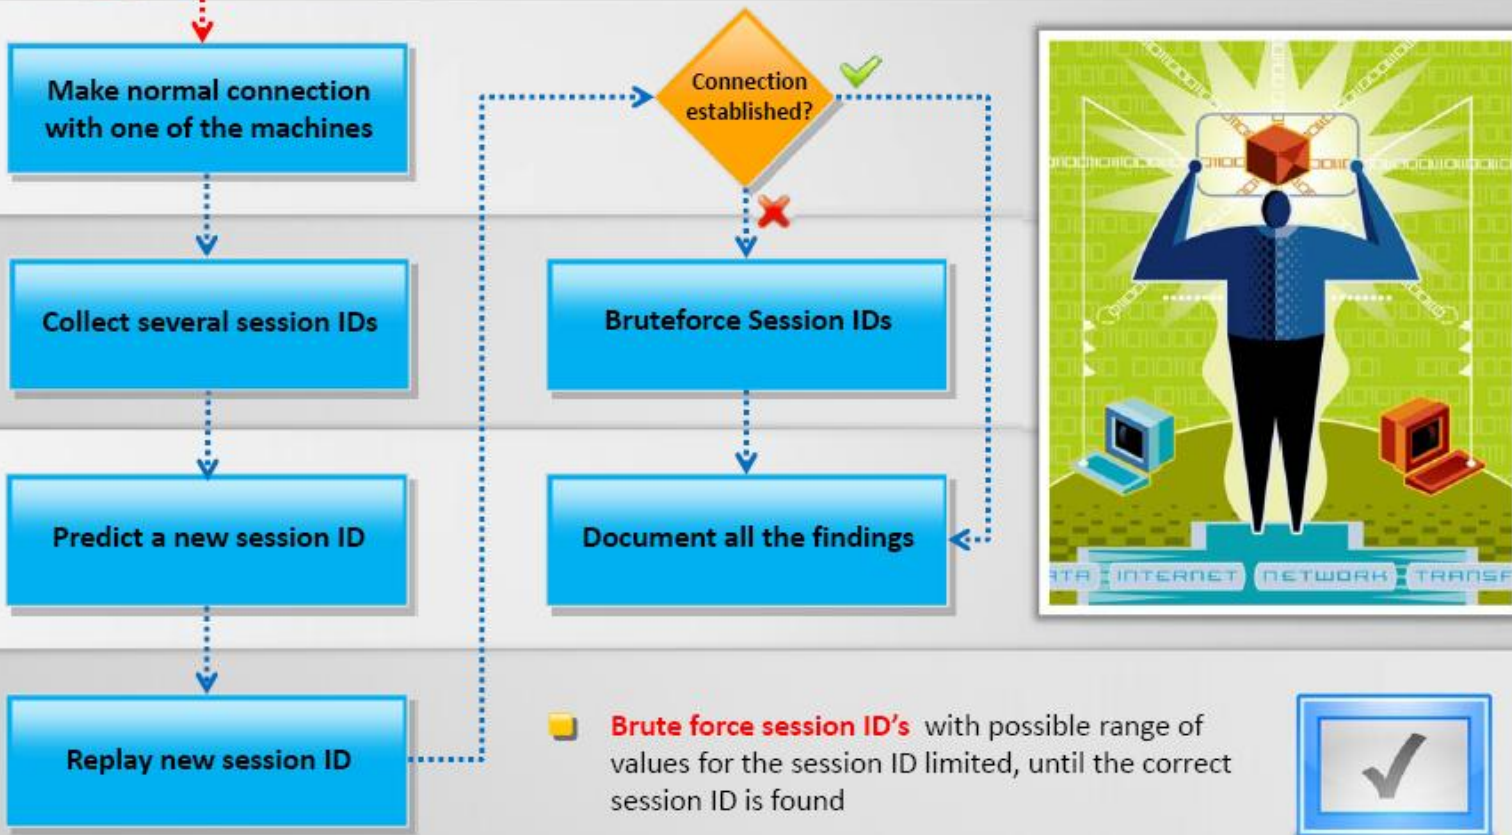 Make normal connection
with one of the machines
Collect several session IDs
Predict a new session ID
Replay new session ID
Connection
established?
Bruteforce Session IDs
Document all the findings
Brute force session ID's with possible range of
values for the session ID limited, until the correct
session ID is found
INTERNET NETWORK